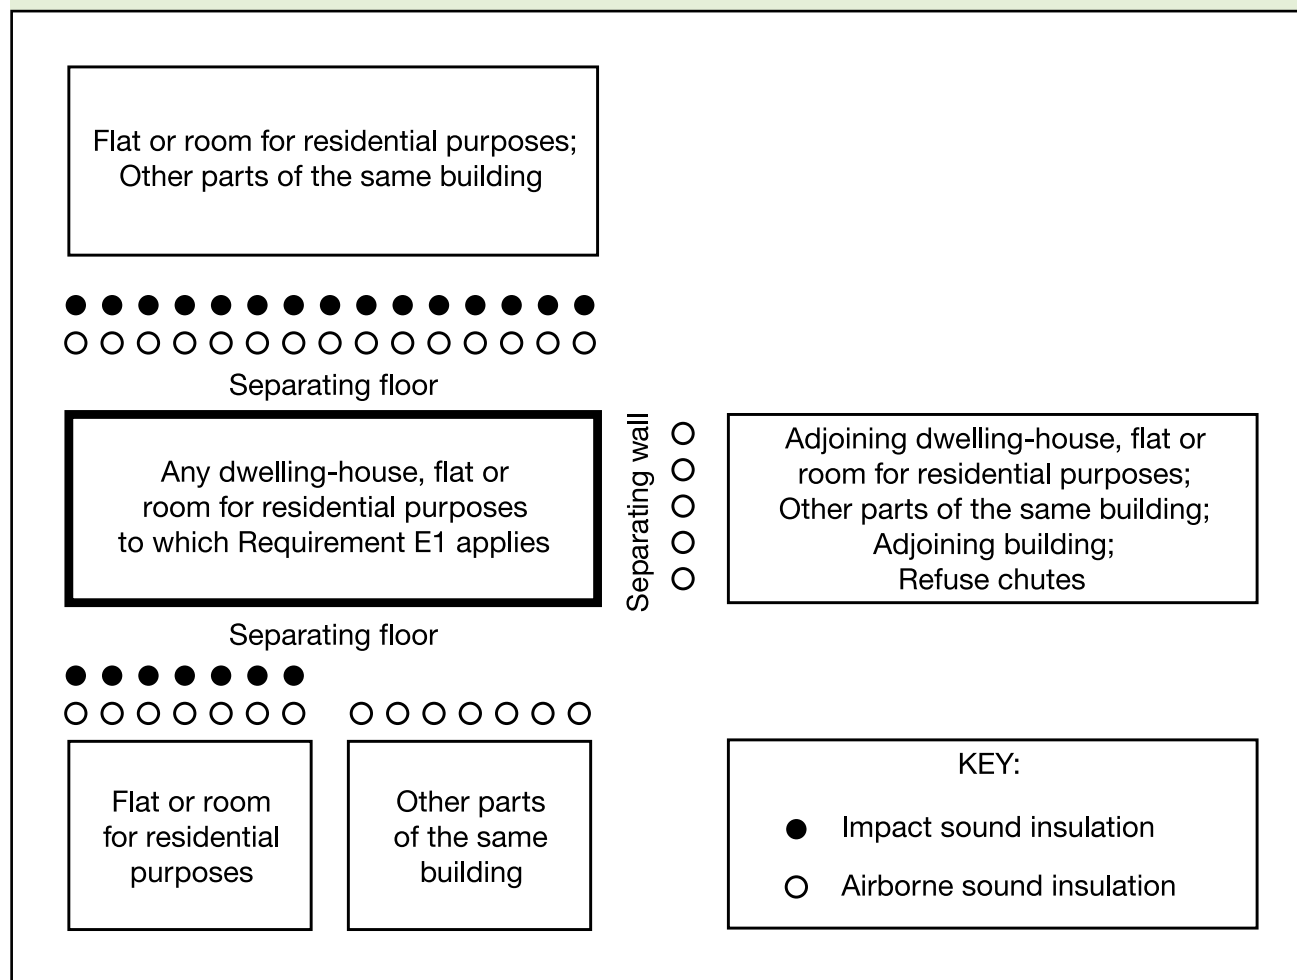 Flat or room for residential purposes;
Other parts of the same building
Separating floor
Any dwelling-house, flat or
room for residential purposes
to which Requirement E1 applies
Separating wall
Adjoining dwelling-house, flat or
room for residential purposes;
Other parts of the same building;
Adjoining building;
Refuse chutes
Separating floor
Flat or room
for residential
purposes
Other parts
of the same
building
KEY:
Impact sound insulation
Airborne sound insulation